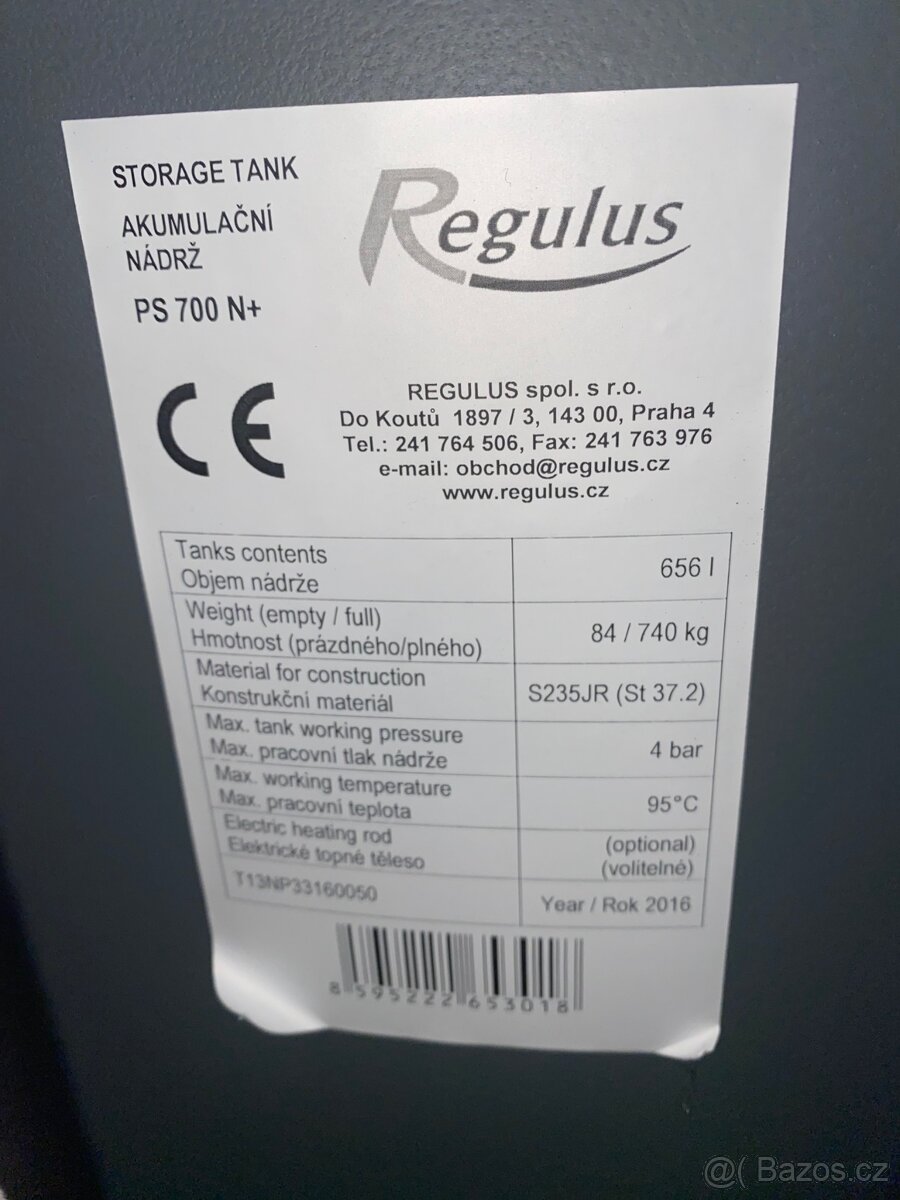 STORAGE TANK
AKUMULAČNÍ
NÁDRŽ
PS 700 N+
Regulus
CE
REGULUS spol. s r.o.
Do Koutů 1897 / 3, 143 00, Praha 4
Tel.: 241 764 506, Fax: 241 763 976
e-mail: obchod@regulus.cz
www.regulus.cz
Tanks contents
Objem nádrže
656 l
Weight (empty / full)
Hmotnost (prázdného/plného)
84 / 740 kg
Material for construction
Konstrukční materiál
S235JR (St 37.2)
Max. tank working pressure
Max. pracovní tlak nádrže
4 bar
Max. working temperature
Max. pracovní teplota
95°C
Electric heating rod
Elektrické topné těleso
(optional)
(volitelné)
T13NP33160050
Year / Rok 2016
8 595222 653018
@( Bazos.cz